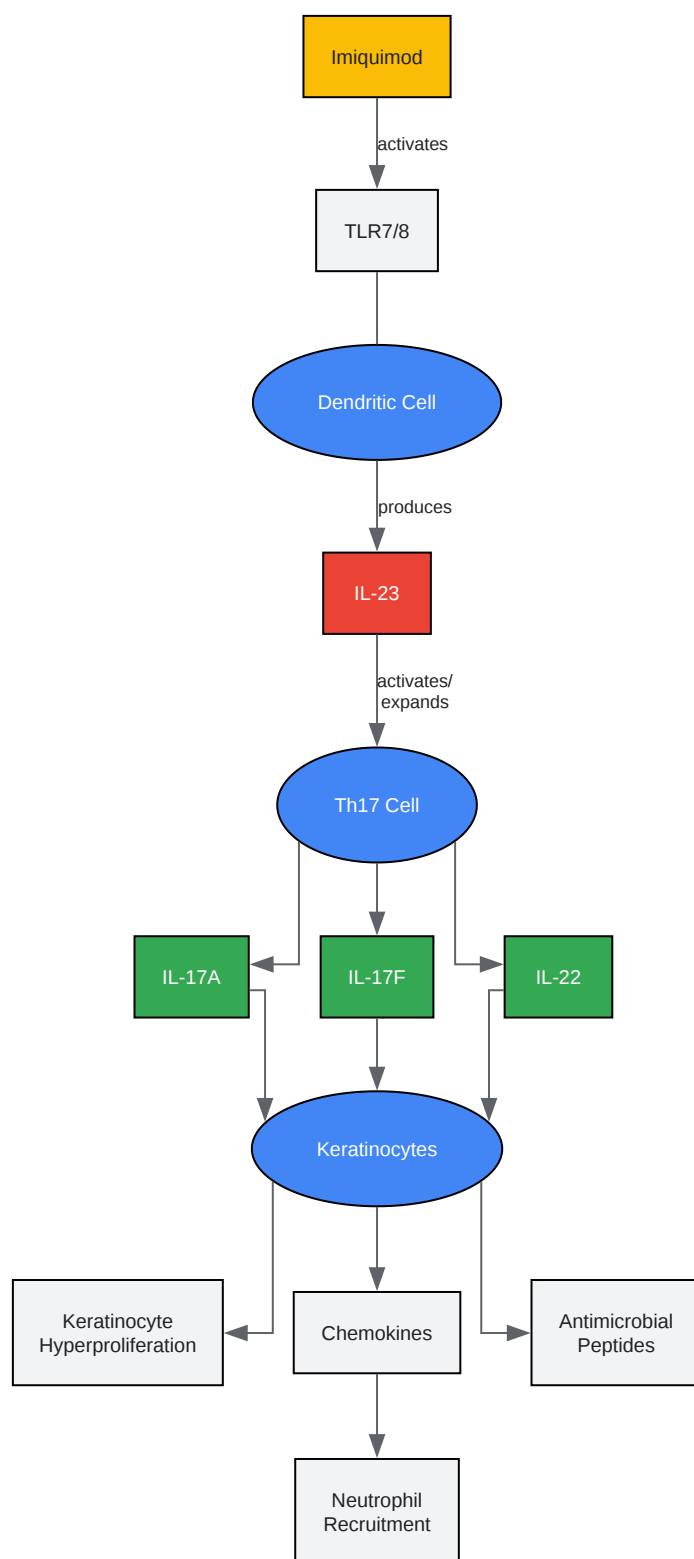 Imiquimod
activates
TLR7/8
Dendritic Cell
produces
IL-23
activates/
expands
Th17 Cell
IL-17A
IL-17F
IL-22
Keratinocytes
Keratinocyte
Hyperproliferation
Chemokines
Antimicrobial
Peptides
Neutrophil
Recruitment